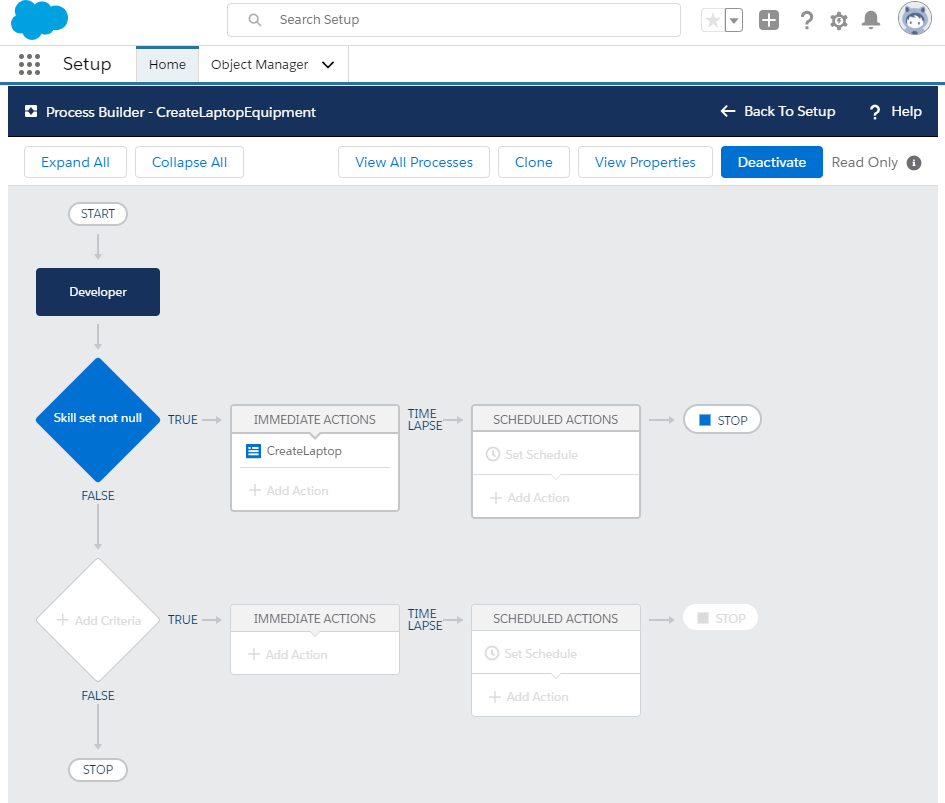 Search Setup
Setup
Home
Object Manager
Process Builder - CreateLaptopEquipment
Back To Setup
Help
Expand All
Collapse All
View All Processes
Clone
View Properties
Deactivate
Read Only
START
Developer
Skill set not null
TRUE
IMMEDIATE ACTIONS
CreateLaptop
Add Action
TIME
LAPSE
SCHEDULED ACTIONS
Set Schedule
Add Action
STOP
FALSE
Add Criteria
TRUE
IMMEDIATE ACTIONS
Add Action
TIME
LAPSE
SCHEDULED ACTIONS
Set Schedule
Add Action
STOP
FALSE
STOP